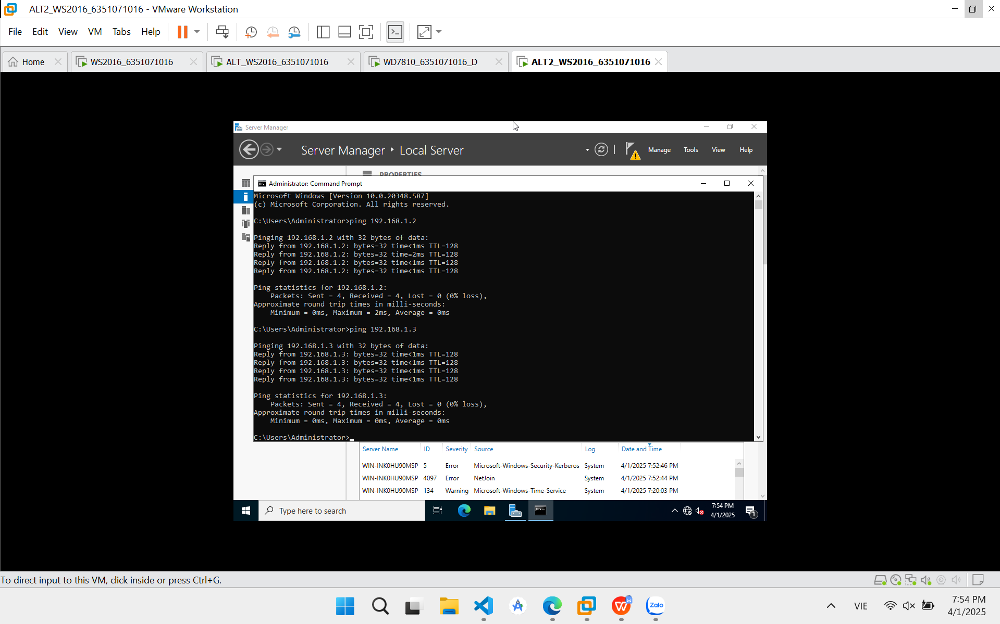 ALT2_WS2016_6351071016 - VMware Workstation
File Edit View VM Tabs Help
Home WS2016_6351071016 ALT_WS2016_6351071016 WD7810_6351071016_D ALT2_WS2016_6351071016
Server Manager
Server Manager Local Server Manage Tools View Help
PROPERTIES
Administrator: Command Prompt
Microsoft Windows [Version 10.0.20348.587]
(c) Microsoft Corporation. All rights reserved.
C:\Users\Administrator>ping 192.168.1.2
Pinging 192.168.1.2 with 32 bytes of data:
Reply from 192.168.1.2: bytes=32 time<1ms TTL=128
Reply from 192.168.1.2: bytes=32 time=2ms TTL=128
Reply from 192.168.1.2: bytes=32 time<1ms TTL=128
Reply from 192.168.1.2: bytes=32 time<1ms TTL=128
Ping statistics for 192.168.1.2:
Packets: Sent = 4, Received = 4, Lost = 0 (0% loss),
Approximate round trip times in milli-seconds:
Minimum = 0ms, Maximum = 2ms, Average = 0ms
C:\Users\Administrator>ping 192.168.1.3
Pinging 192.168.1.3 with 32 bytes of data:
Reply from 192.168.1.3: bytes=32 time<1ms TTL=128
Reply from 192.168.1.3: bytes=32 time<1ms TTL=128
Reply from 192.168.1.3: bytes=32 time<1ms TTL=128
Reply from 192.168.1.3: bytes=32 time<1ms TTL=128
Ping statistics for 192.168.1.3:
Packets: Sent = 4, Received = 4, Lost = 0 (0% loss),
Approximate round trip times in milli-seconds:
Minimum = 0ms, Maximum = 0ms, Average = 0ms
C:\Users\Administrator>
Server Name ID Severity Source Log Date and Time
WIN-INK0HU90MSP 5 Error Microsoft-Windows-Security-Kerberos System 4/1/2025 7:52:46 PM
WIN-INK0HU90MSP 4097 Error NetJoin System 4/1/2025 7:52:44 PM
WIN-INK0HU90MSP 134 Warning Microsoft-Windows-Time-Service System 4/1/2025 7:20:03 PM
Type here to search
7:54 PM
4/1/2025
1
To direct input to this VM, click inside or press Ctrl+G.
Zalo
VIE
7:54 PM
4/1/2025